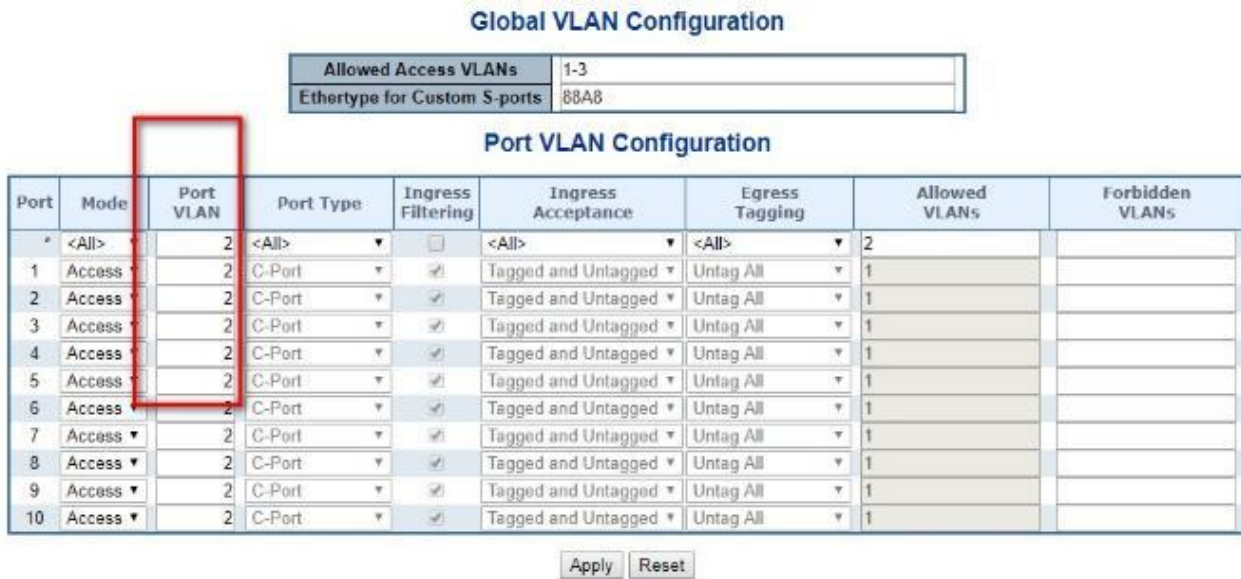 Global VLAN Configuration
Allowed Access VLANs 1-3
Ethertype for Custom S-ports 88A8
Port VLAN Configuration
Port Mode Port VLAN Port Type Ingress Filtering Ingress Acceptance Egress Tagging Allowed VLANs Forbidden VLANs
* <All> 2 <All> <All> <All> 2
1 Access 2 C-Port Tagged and Untagged Untag All 1
2 Access 2 C-Port Tagged and Untagged Untag All 1
3 Access 2 C-Port Tagged and Untagged Untag All 1
4 Access 2 C-Port Tagged and Untagged Untag All 1
5 Access 2 C-Port Tagged and Untagged Untag All 1
6 Access 2 C-Port Tagged and Untagged Untag All 1
7 Access 2 C-Port Tagged and Untagged Untag All 1
8 Access 2 C-Port Tagged and Untagged Untag All 1
9 Access 2 C-Port Tagged and Untagged Untag All 1
10 Access 2 C-Port Tagged and Untagged Untag All 1
Apply Reset